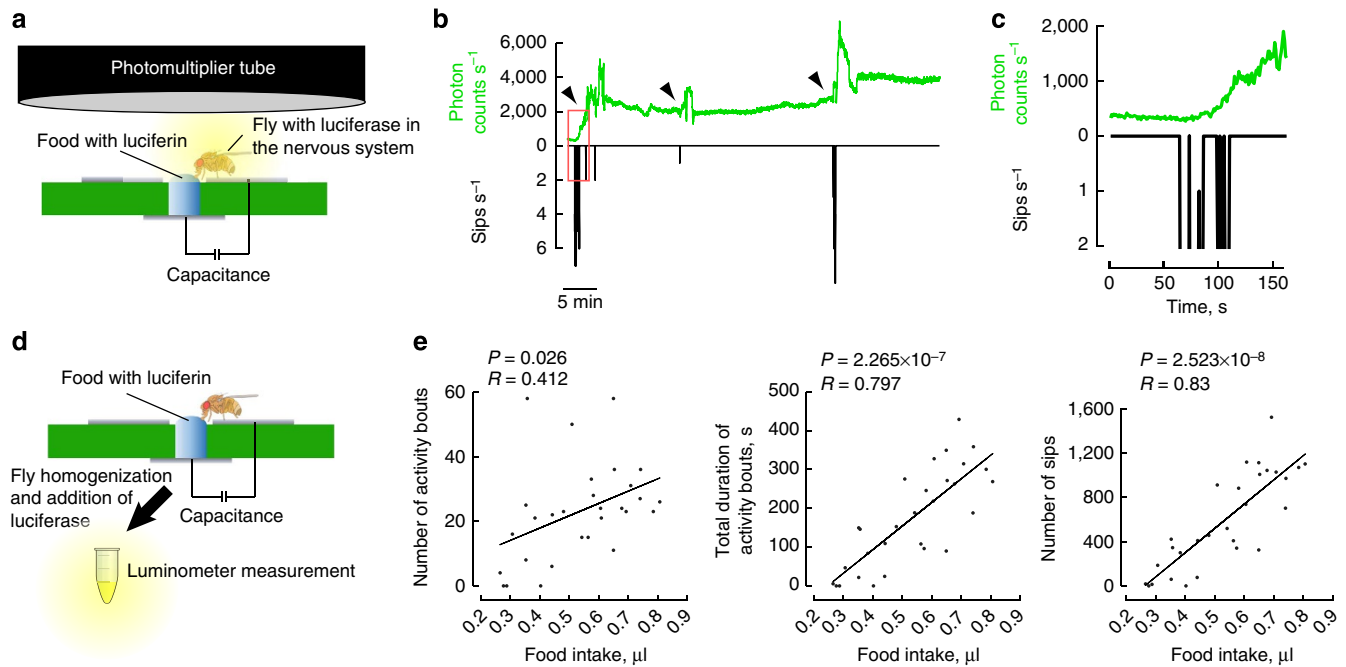 a
Photomultiplier tube
Food with luciferin
Fly with luciferase in
the nervous system
Capacitance
b
Photon
counts s⁻¹
6,000
4,000
2,000
0
2
4
6
Sips s⁻¹
5 min
c
Photon
counts s⁻¹
2,000
1,000
0
1
2
Sips s⁻¹
0 50 100 150
Time, s
d
Food with luciferin
Fly homogenization
and addition of
luciferase
Capacitance
Luminometer measurement
e
P = 0.026
R = 0.412
Number of activity bouts
60
40
20
0
0.2 0.3 0.4 0.5 0.6 0.7 0.8 0.9
Food intake, μl
P = 2.265×10⁻⁷
R = 0.797
Total duration of
activity bouts, s
500
400
300
200
100
0
0.2 0.3 0.4 0.5 0.6 0.7 0.8 0.9
Food intake, μl
P = 2.523×10⁻⁸
R = 0.83
Number of sips
1,600
1,200
800
400
0
0.2 0.3 0.4 0.5 0.6 0.7 0.8 0.9
Food intake, μl